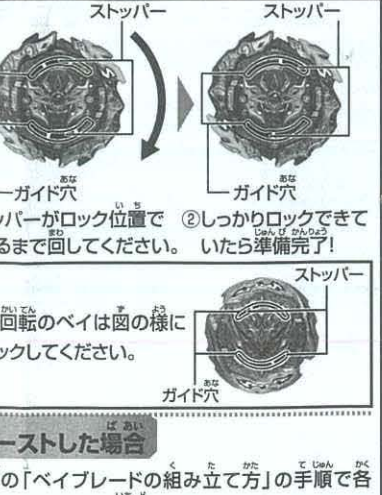 ストッパー
ストッパー
ガイド穴
ガイド穴
ッパーがロック位置で
るまで回してください。
②しっかりロックできて
いたら準備完了!
ストッパー
回転のベイは図の様に
ックしてください。
ガイド穴
ーストした場合
の「ベイブレードの組み立て方」の手順で各